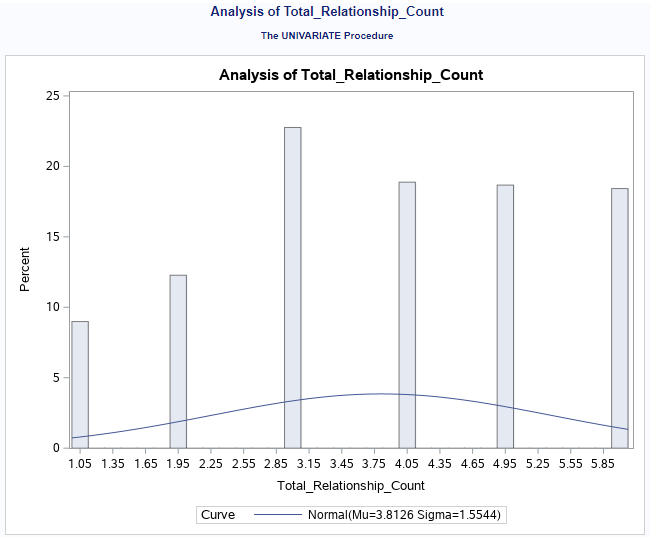 Analysis of Total_Relationship_Count
The UNIVARIATE Procedure
Analysis of Total_Relationship_Count
25
20
15
10
5
0
Percent
1.05 1.35 1.65 1.95 2.25 2.55 2.85 3.15 3.45 3.75 4.05 4.35 4.65 4.95 5.25 5.55 5.85
Total_Relationship_Count
Curve Normal(Mu=3.8126 Sigma=1.5544)